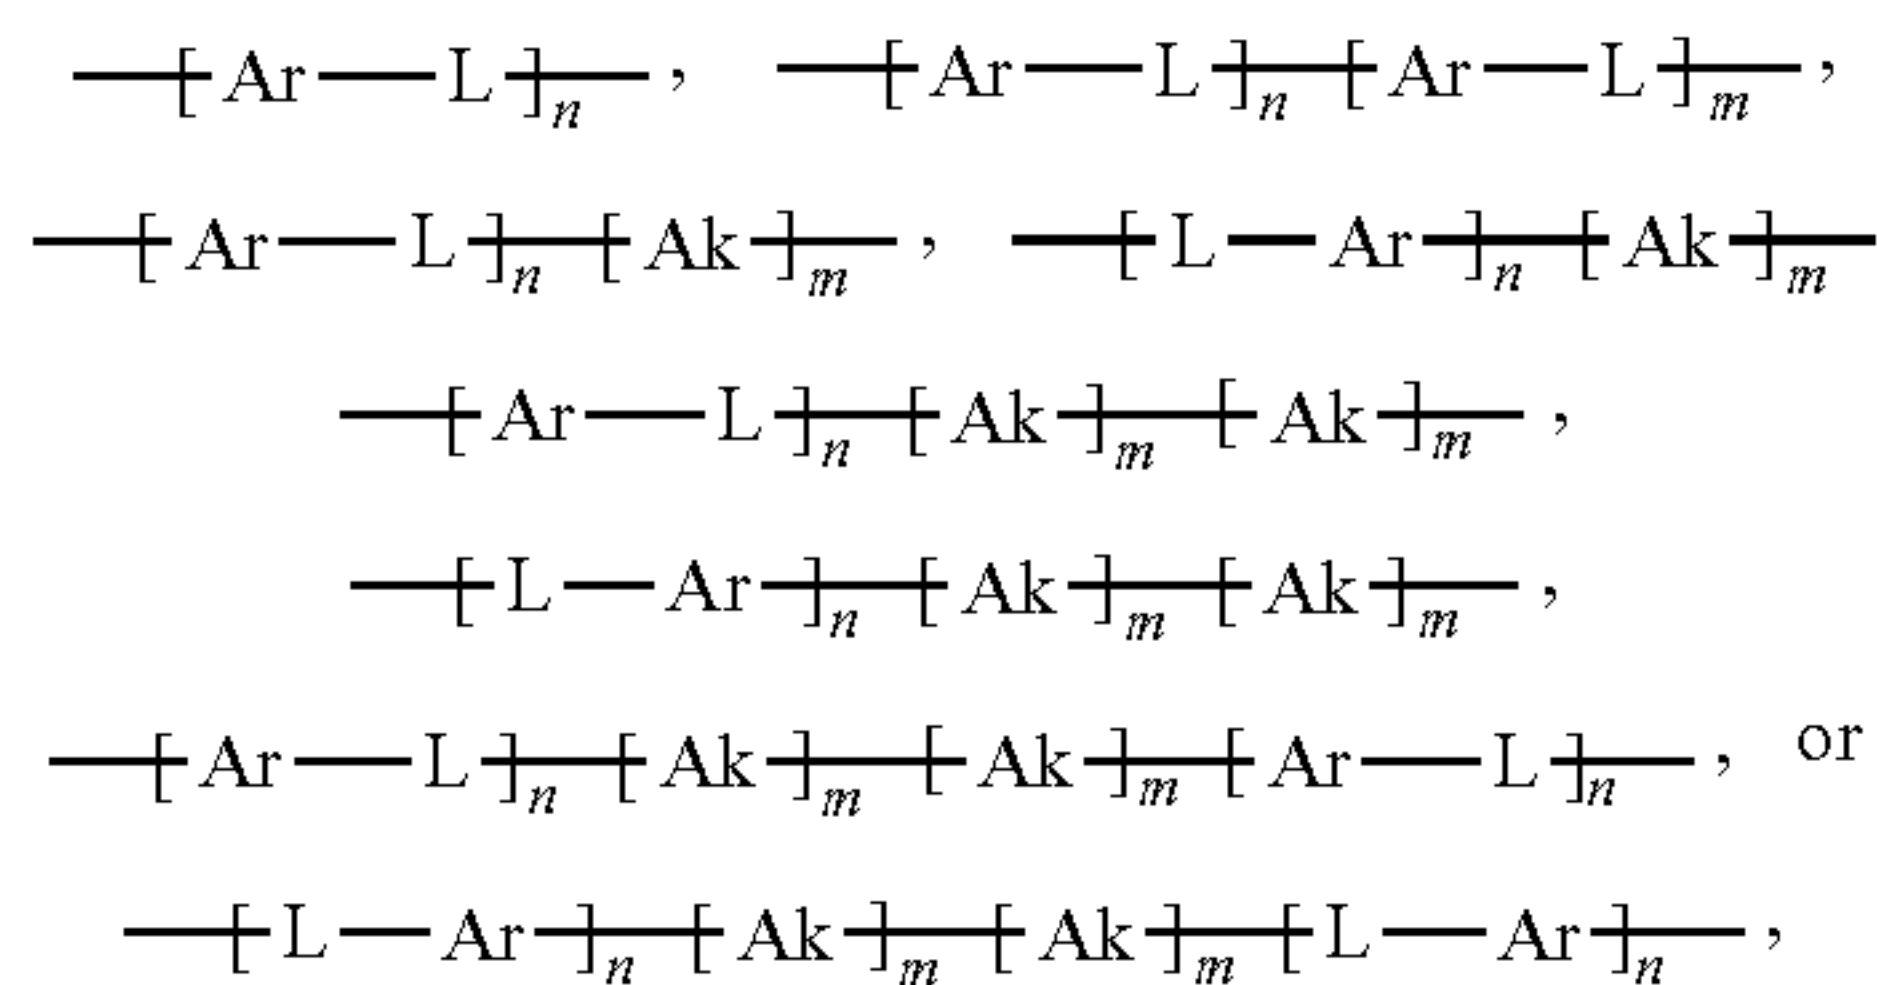 —[Ar—L]n—, —[Ar—L]n—[Ar—L]m—,
—[Ar—L]n—[Ak]m—, —[L—Ar]n—[Ak]m—
—[Ar—L]n—[Ak]m—[Ak]m—,
—[L—Ar]n—[Ak]m—[Ak]m—,
—[Ar—L]n—[Ak]m—[Ak]m—[Ar—L]n—, or
—[L—Ar]n—[Ak]m—[Ak]m—[L—Ar]n—,